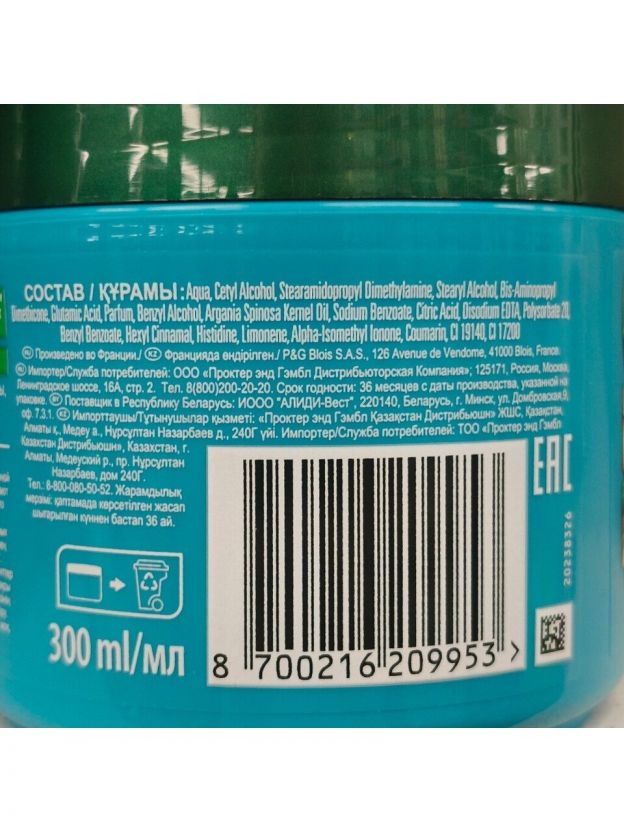 СОСТАВ / ҚҰРАМЫ: Aqua, Cetyl Alcohol, Stearamidopropyl Dimethylamine, Stearyl Alcohol, Bis-Aminopropyl
Dimethicone, Glutamic Acid, Parfum, Benzyl Alcohol, Argania Spinosa Kernel Oil, Sodium Benzoate, Citric Acid, Disodium EDTA, Polysorbate 20,
Benzyl Benzoate, Hexyl Cinnamal, Histidine, Limonene, Alpha-Isomethyl Ionone, Coumarin, CI 19140, CI 17200
RU Произведено во Франции./ KZ Францияда өндірілген./ P&G Blois S.A.S., 126 Avenue de Vendome, 41000 Blois, France.
RU Импортер/Служба потребителей: ООО «Проктер энд Гэмбл Дистрибьюторская Компания»; 125171, Россия, Москва,
Ленинградское шоссе, 16А, стр. 2. Тел. 8(800)200-20-20. Срок годности: 36 месяцев с даты производства, указанной на
упаковке. BY Поставщик в Республику Беларусь: ИООО "АЛИДИ-Вест", 220140, Беларусь, г. Минск, ул. Домбровская,9,
оф. 7.3.1. KZ Импорттаушы/Тұтынушылар қызметі: «Проктер энд Гэмбл Қазақстан Дистрибьюшн» ЖШС, Қазақстан,
Алматы қ., Медеу а., Нұрсұлтан Назарбаев д., 240Г үйі. Импортер/Служба потребителей: ТОО «Проктер энд Гэмбл
Казахстан Дистрибьюшн», Казахстан, г.
Алматы, Медеуский р., пр. Нұрсұлтан
Назарбаев, дом 240Г.
Тел.: 8-800-080-50-52. Жарамдылық
мерзімі: қаптамада көрсетілген жасап
шығарылған күннен бастап 36 ай.
EAC
20238326
300 ml/мл
8 700216 209953 >